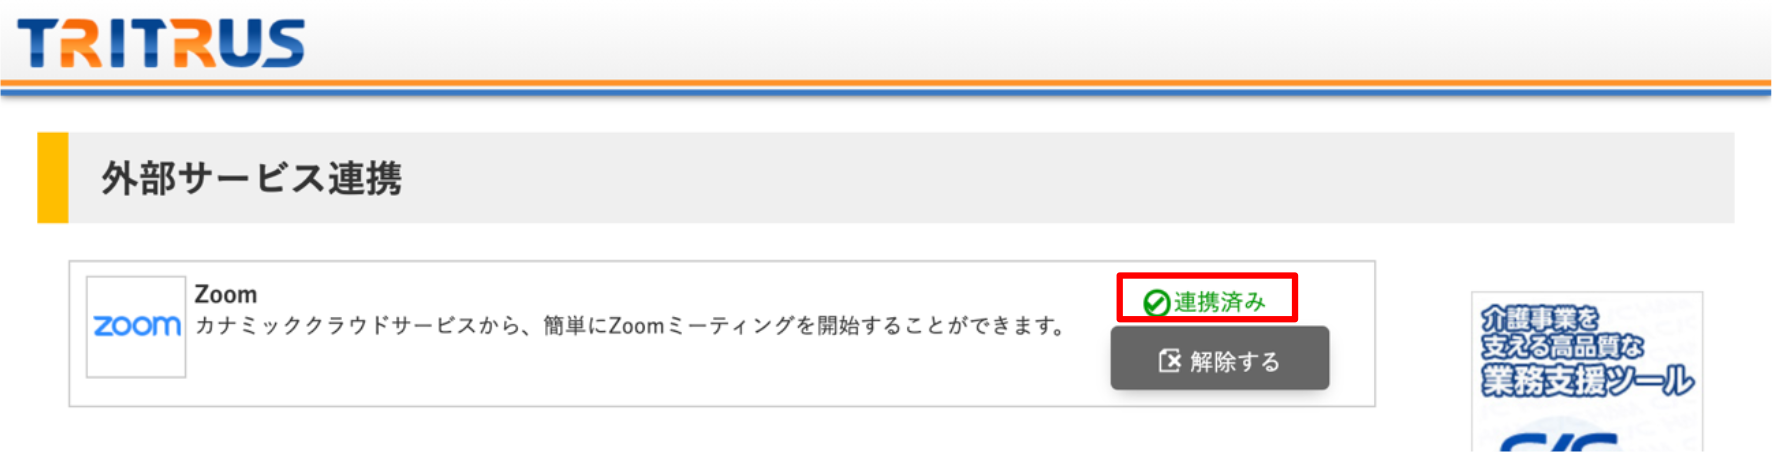 TRITRUS
外部サービス連携
zoom
Zoom
カナミッククラウドサービスから、簡単にZoomミーティングを開始することができます。
連携済み
解除する
介護事業を
支える高品質な
業務支援ツール